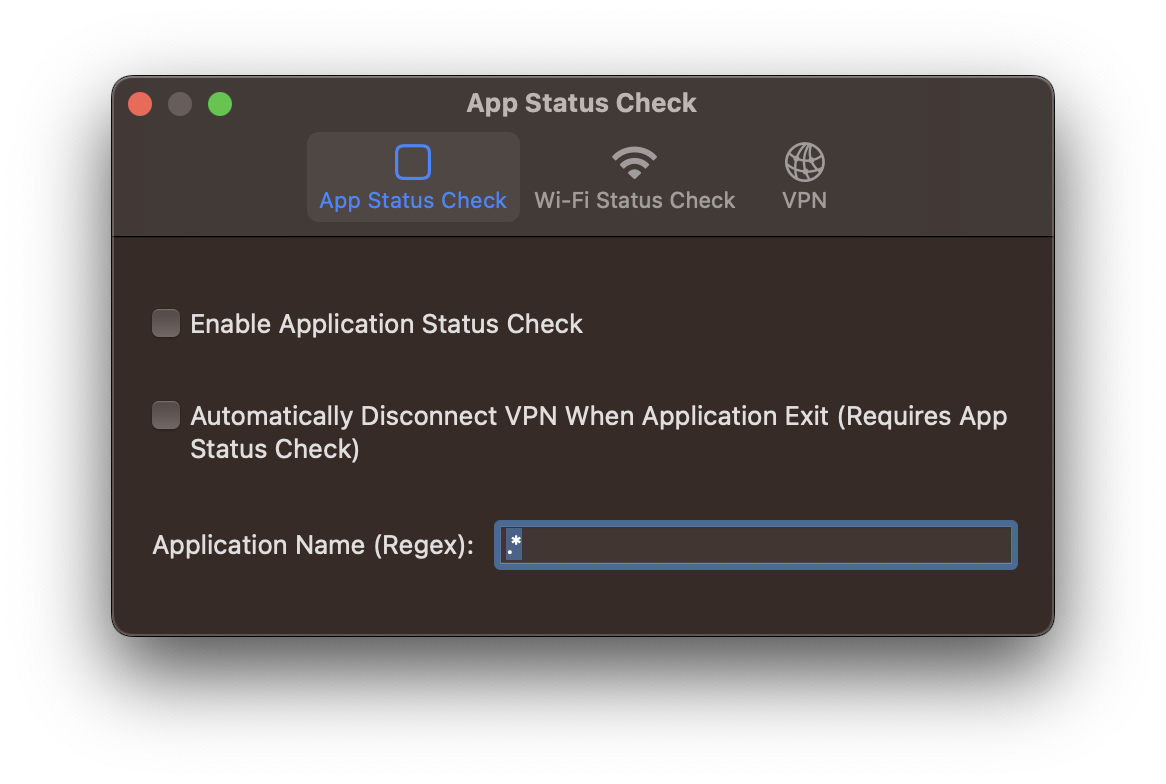 App Status Check
App Status Check
Wi-Fi Status Check
VPN
Enable Application Status Check
Automatically Disconnect VPN When Application Exit (Requires App
Status Check)
Application Name (Regex):
.*